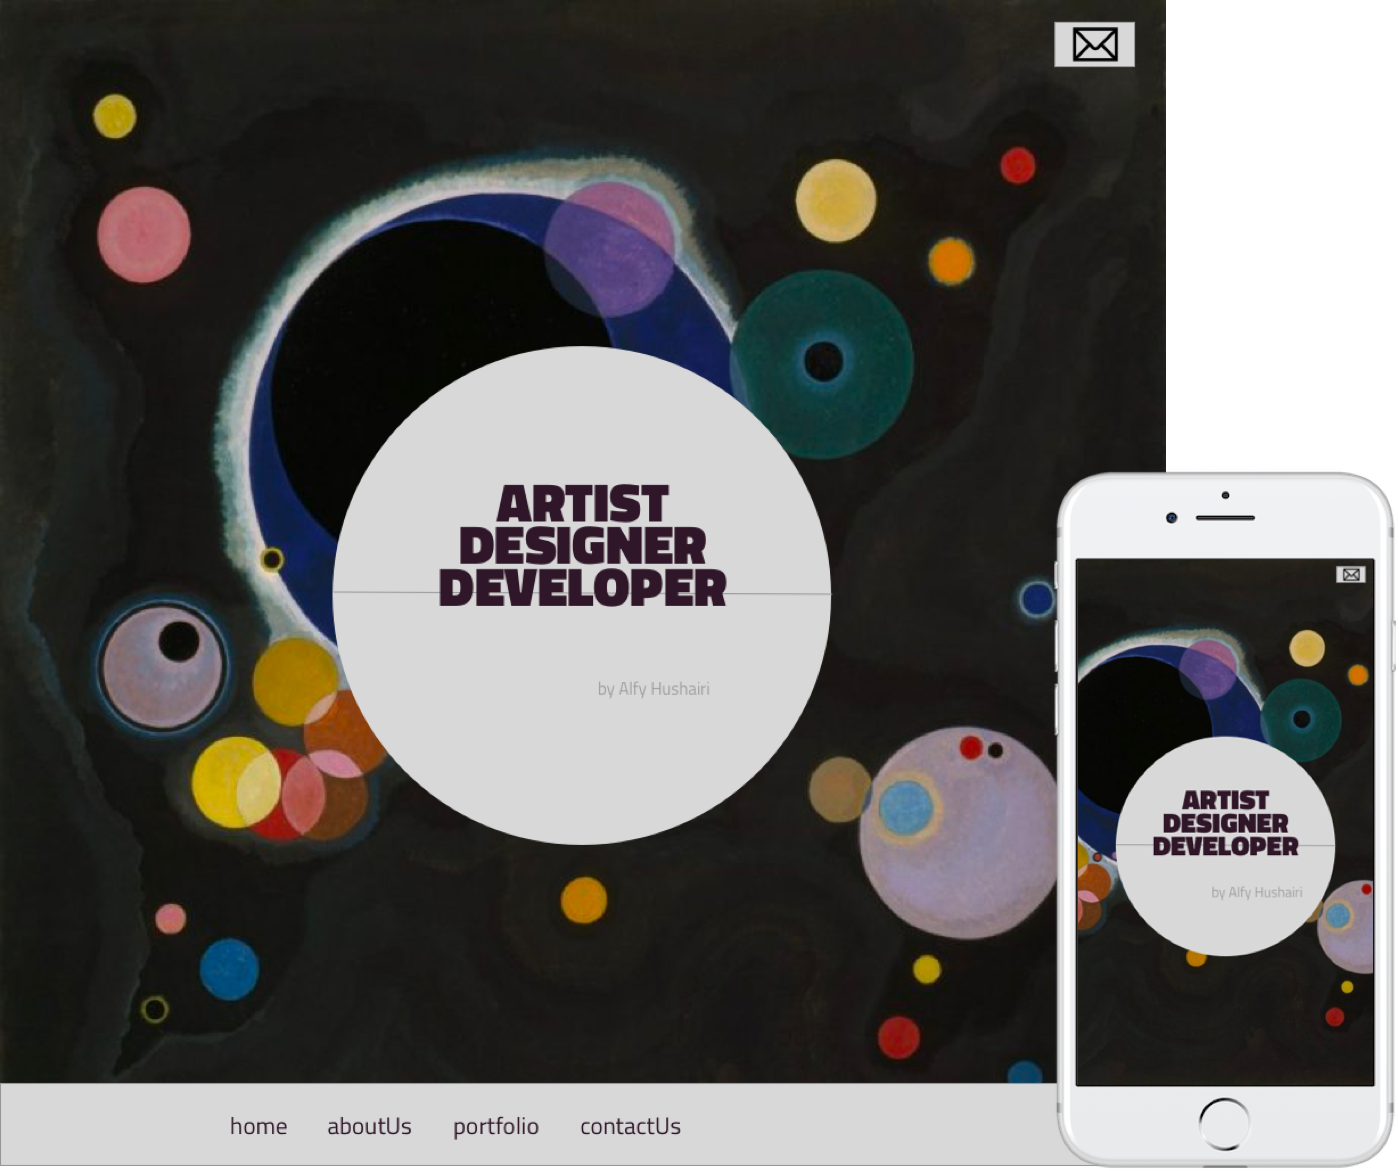 ARTIST
DESIGNER
DEVELOPER
by Alfy Hushairi
home aboutUs portfolio contactUs
ARTIST
DESIGNER
DEVELOPER
by Alfy Hushairi